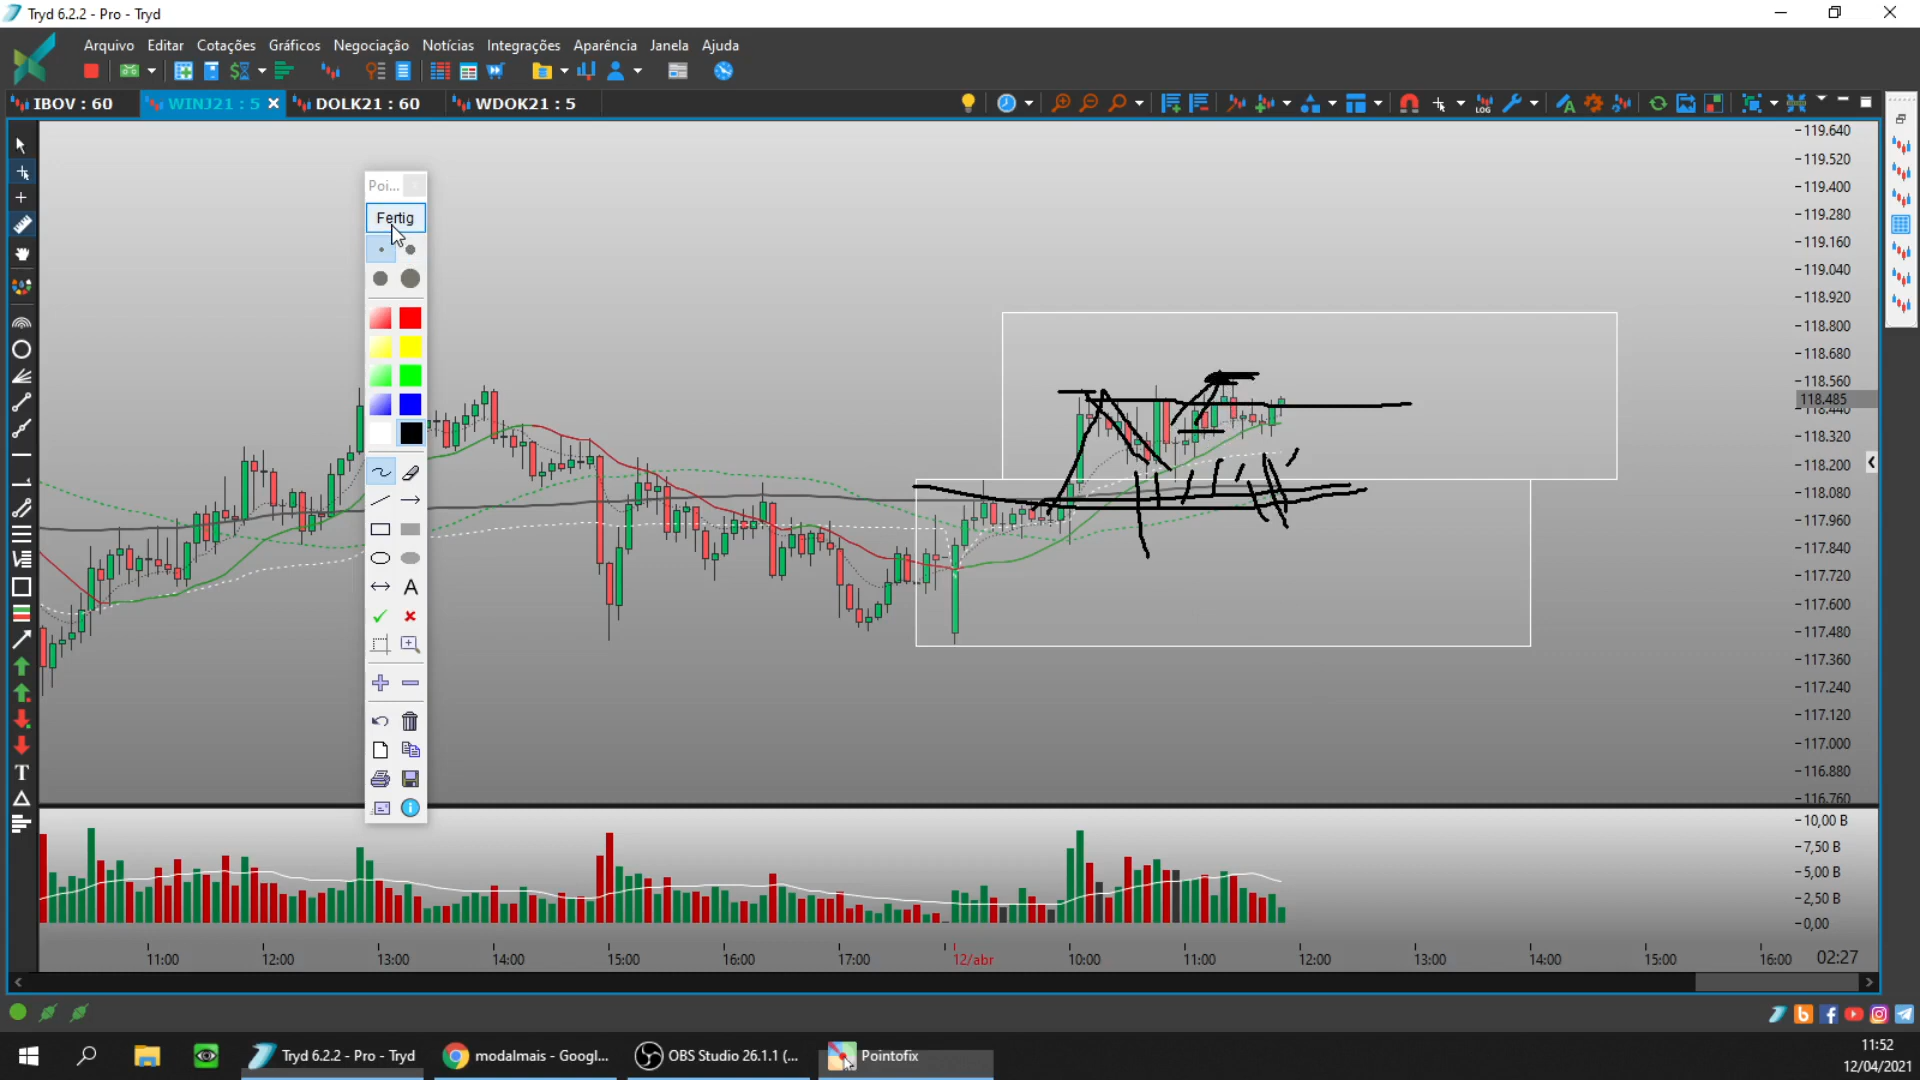 Tryd 6.2.2 - Pro - Tryd
Arquivo Editar Cotações Gráficos Negociação Notícias Integrações Aparência Janela Ajuda
IBOV : 60 WINJ21 : 5 DOLK21 : 60 WDOK21 : 5
LOG
119.640
119.520
119.400
119.280
119.160
119.040
118.920
118.800
118.680
118.560
118.485
118.440
118.320
118.200
118.080
117.960
117.840
117.720
117.600
117.480
117.360
117.240
117.120
117.000
116.880
116.760
Poi...
Fertig
A
T
10,00 B
7,50 B
5,00 B
2,50 B
0,00
11:00 12:00 13:00 14:00 15:00 16:00 17:00 12/abr 10:00 11:00 12:00 13:00 14:00 15:00 16:00 02:27
Tryd 6.2.2 - Pro - Tryd modalmais - Googl... OBS Studio 26.1.1 (... Pointofix
11:52
12/04/2021